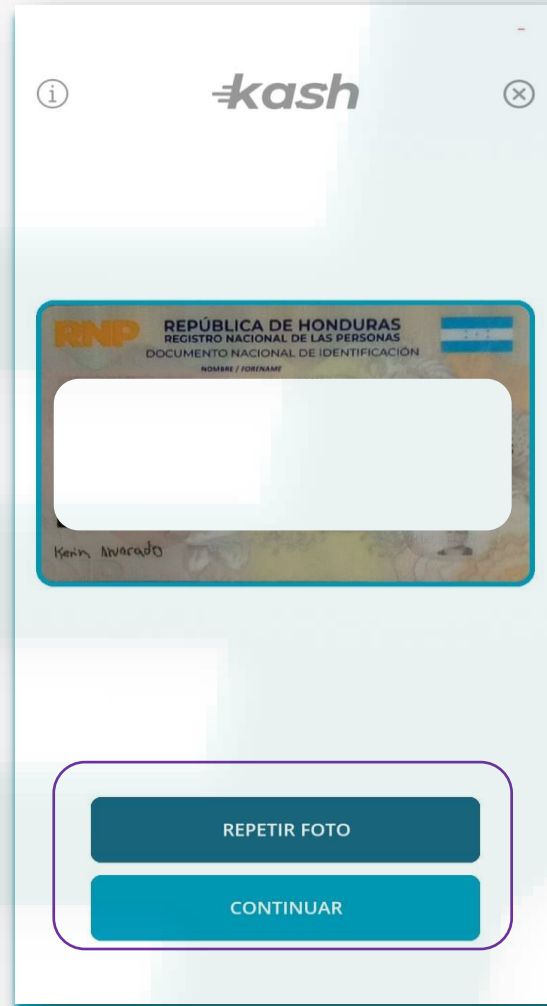 kash
RNP
REPÚBLICA DE HONDURAS
REGISTRO NACIONAL DE LAS PERSONAS
DOCUMENTO NACIONAL DE IDENTIFICACIÓN
NOMBRE / FORENAME
Kerin Alvarado
REPETIR FOTO
CONTINUAR